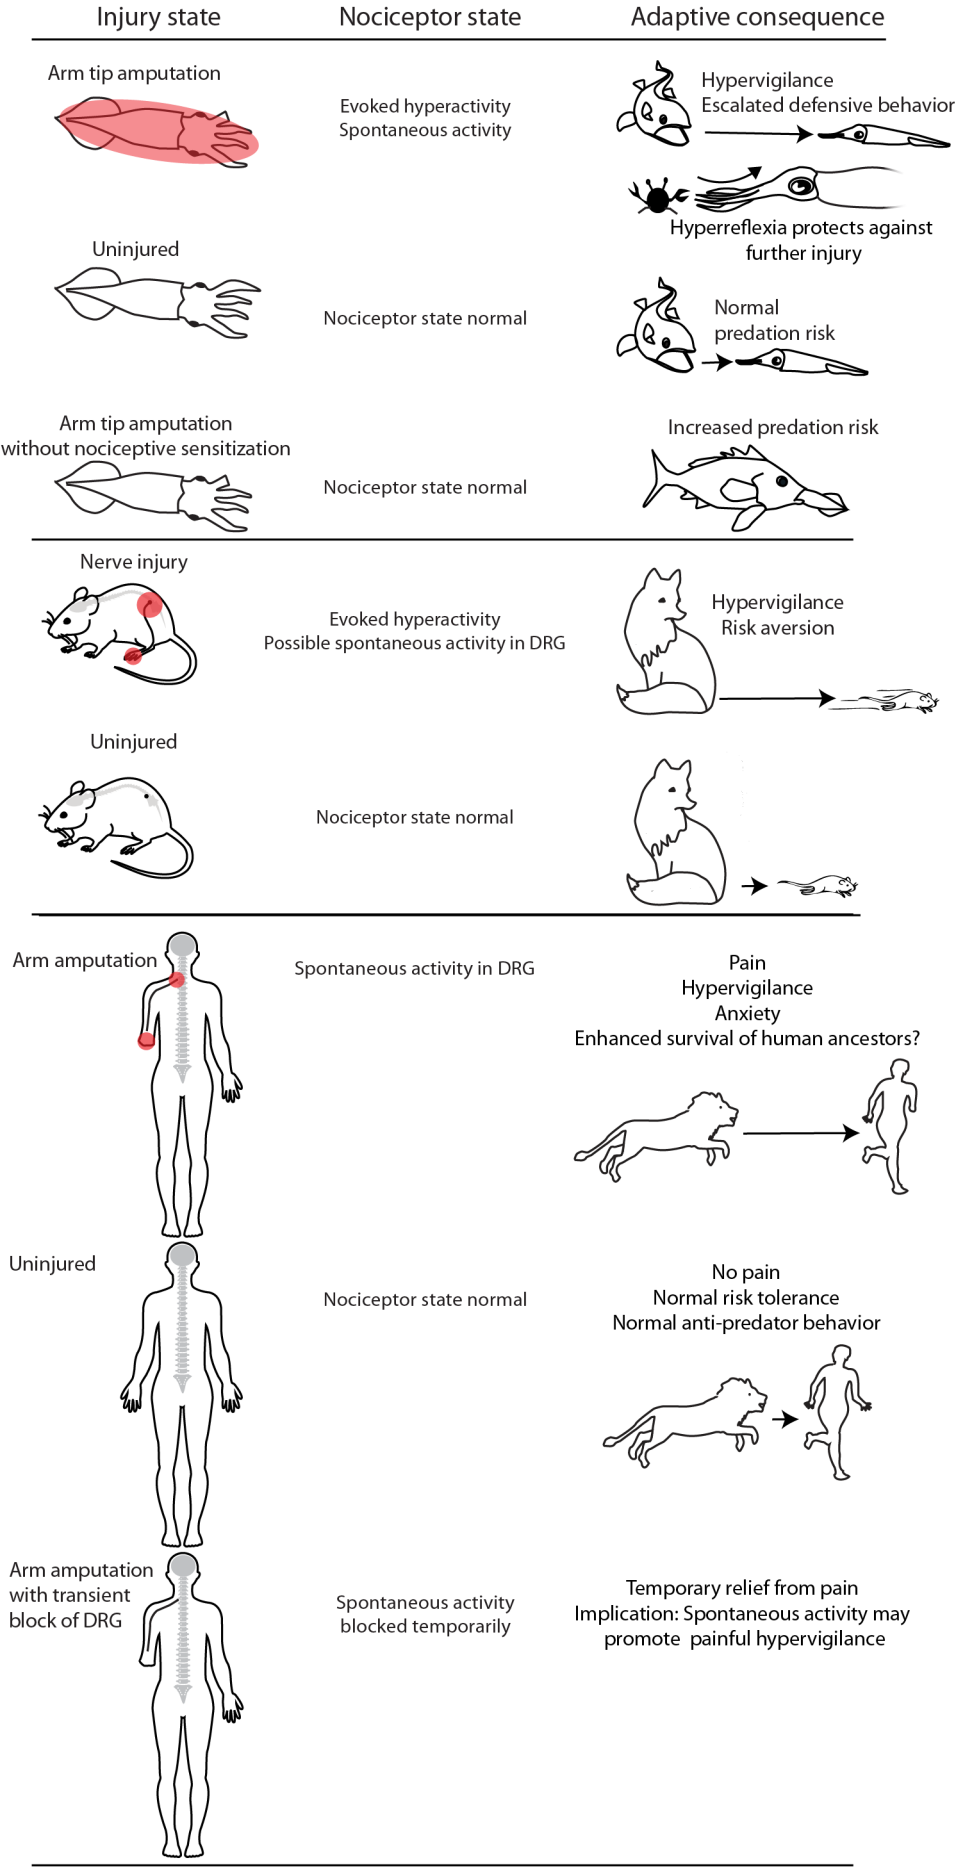 Injury state
Nociceptor state
Adaptive consequence
Arm tip amputation
Evoked hyperactivity
Spontaneous activity
Hypervigilance
Escalated defensive behavior
Hyperreflexia protects against
further injury
Uninjured
Nociceptor state normal
Normal
predation risk
Arm tip amputation
without nociceptive sensitization
Nociceptor state normal
Increased predation risk
Nerve injury
Evoked hyperactivity
Possible spontaneous activity in DRG
Hypervigilance
Risk aversion
Uninjured
Nociceptor state normal
Arm amputation
Spontaneous activity in DRG
Pain
Hypervigilance
Anxiety
Enhanced survival of human ancestors?
Uninjured
Nociceptor state normal
No pain
Normal risk tolerance
Normal anti-predator behavior
Arm amputation
with transient
block of DRG
Spontaneous activity
blocked temporarily
Temporary relief from pain
Implication: Spontaneous activity may
promote painful hypervigilance